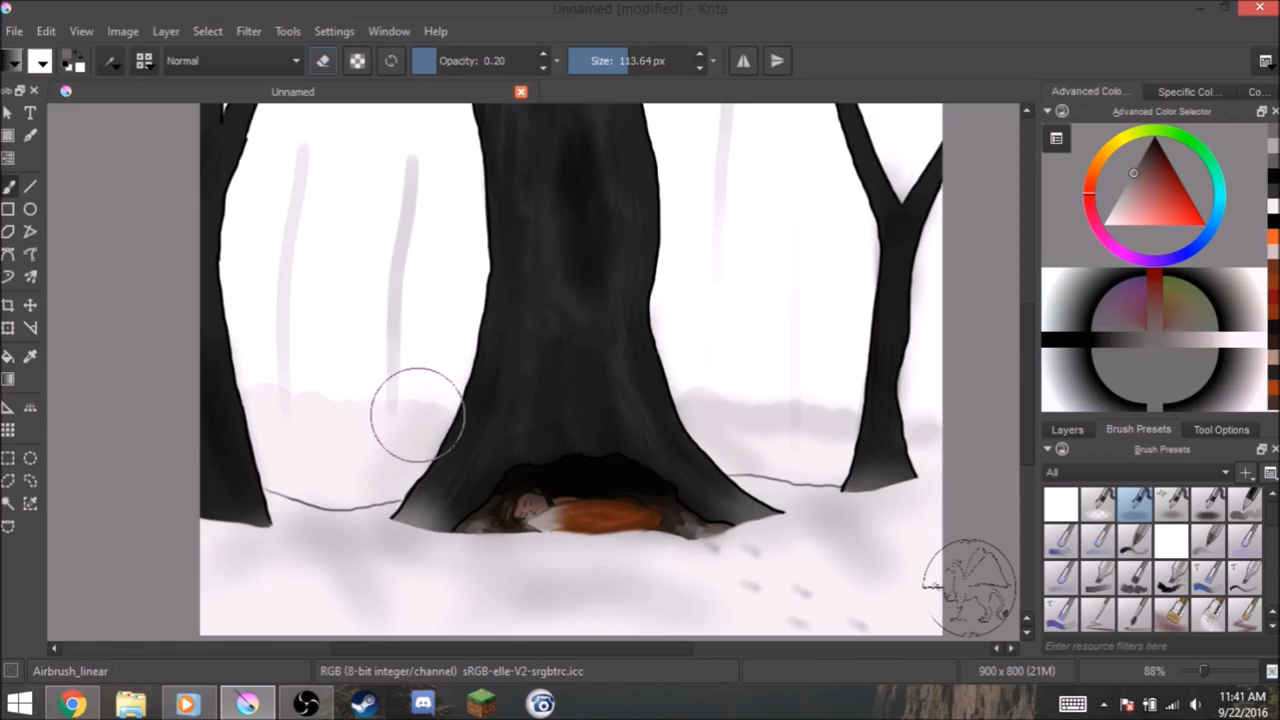 Unnamed [modified] – Krita
File Edit View Image Layer Select Filter Tools Settings Window Help
Normal Opacity: 0.20 Size: 113.64 px
Unnamed
Advanced Colo... Specific Col... Co...
Advanced Color Selector
Layers Brush Presets Tool Options
Brush Presets
All
Enter resource filters here
Airbrush_linear RGB (8-bit integer/channel) sRGB-elle-V2-srgbtrc.icc 900 x 800 (21M) 88%
11:41 AM
9/22/2016